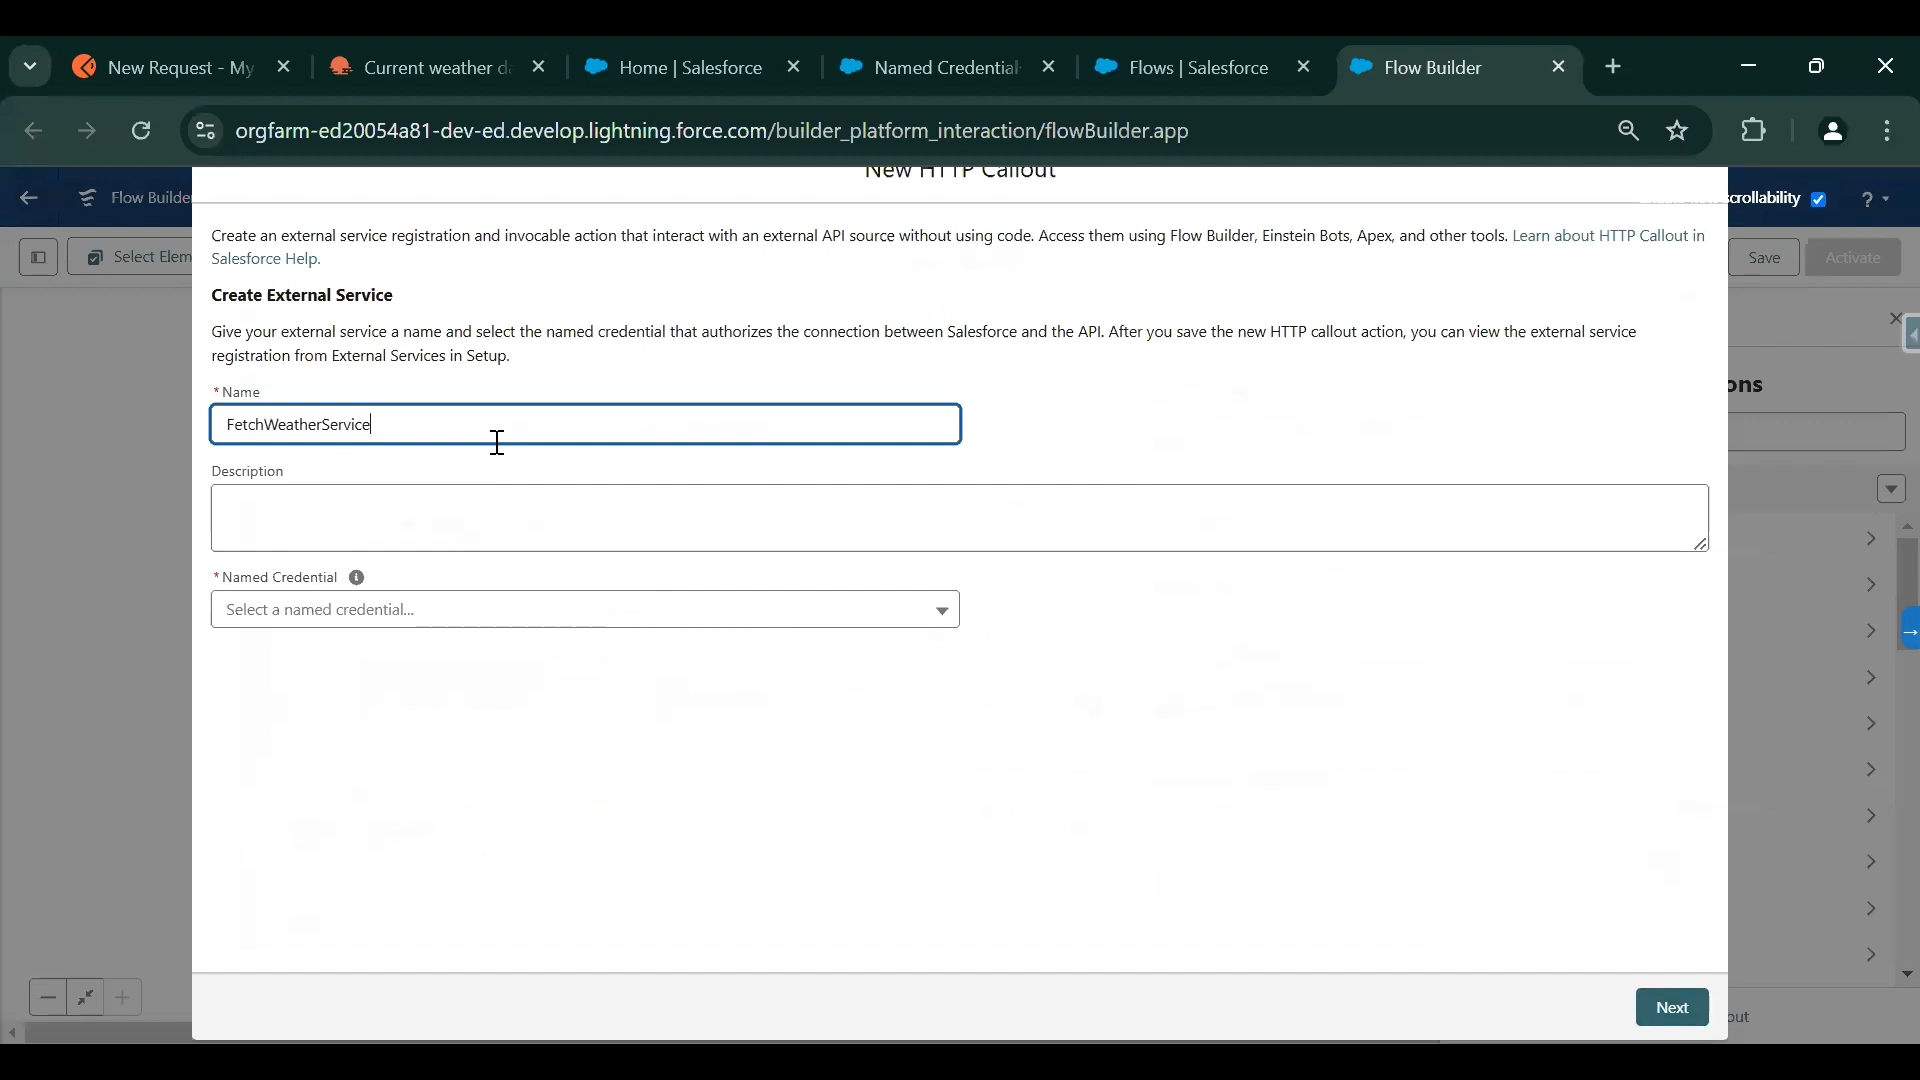 New Request - My
Current weather d
Home | Salesforce
Named Credential
Flows | Salesforce
Flow Builder
orgfarm-ed20054a81-dev-ed.develop.lightning.force.com/builder_platform_interaction/flowBuilder.app
Flow Builder
New HTTP Callout
scrollability
?
Select Elem
Save
Activate
Create an external service registration and invocable action that interact with an external API source without using code. Access them using Flow Builder, Einstein Bots, Apex, and other tools. Learn about HTTP Callout in
Salesforce Help.
Create External Service
Give your external service a name and select the named credential that authorizes the connection between Salesforce and the API. After you save the new HTTP callout action, you can view the external service
registration from External Services in Setup.
ons
* Name
FetchWeatherService
Description
* Named Credential
Select a named credential...
Next
out